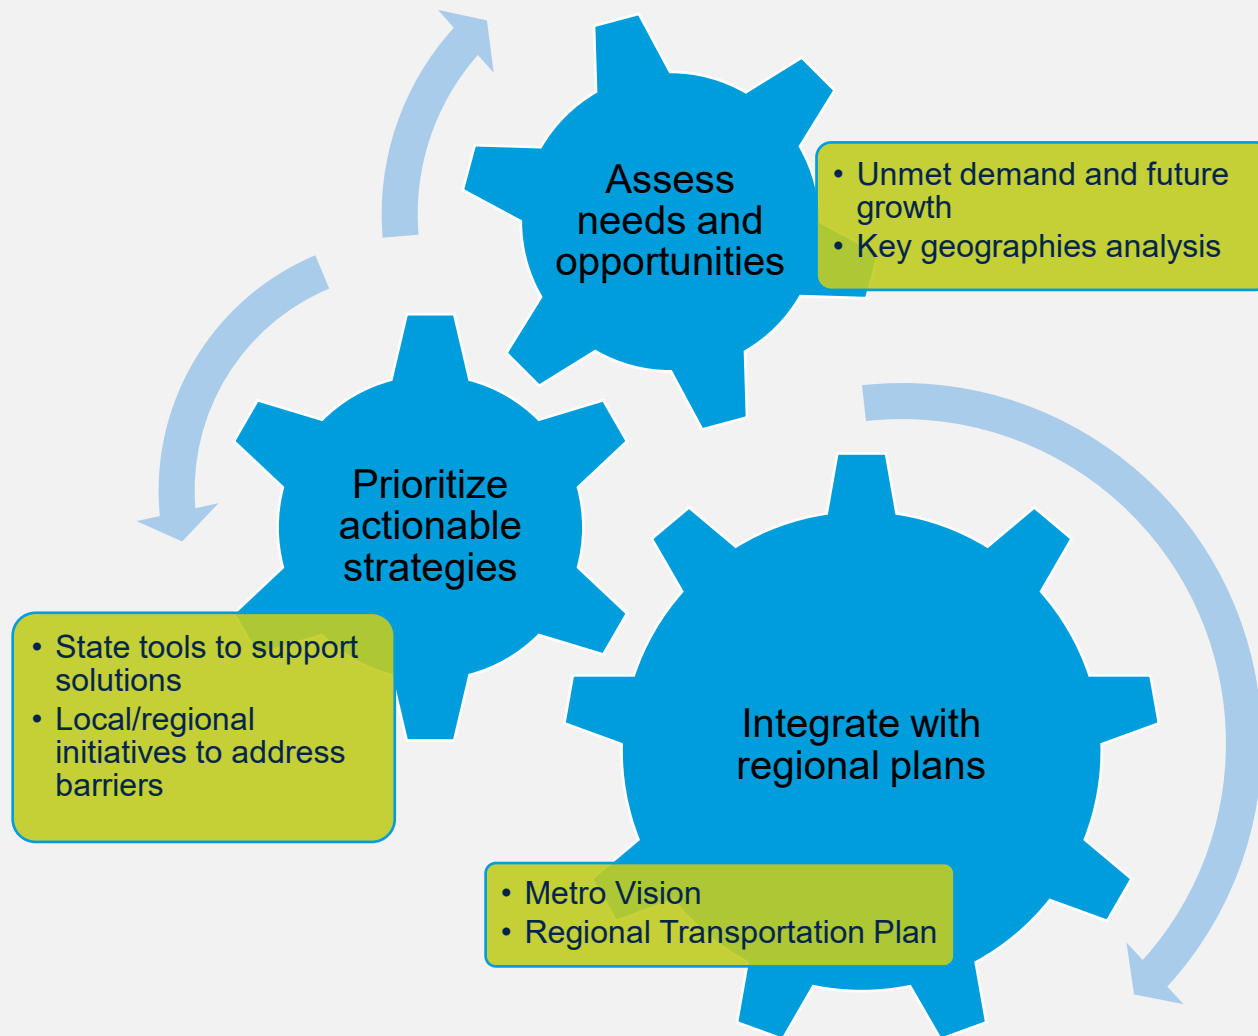 Assess
needs and
opportunities
• Unmet demand and future
growth
• Key geographies analysis
Prioritize
actionable
strategies
• State tools to support
solutions
• Local/regional
initiatives to address
barriers
Integrate with
regional plans
• Metro Vision
• Regional Transportation Plan